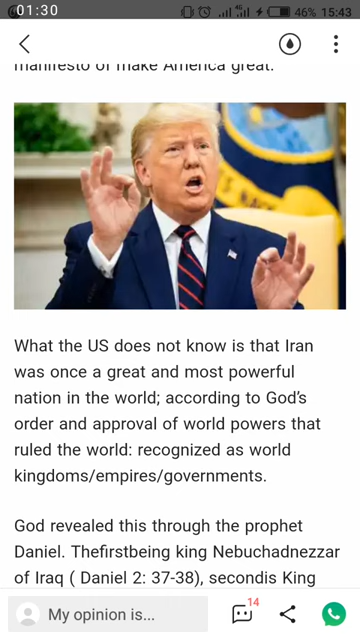 01:30
4G
46% 15:43
manifesto of make America great.
What the US does not know is that Iran
was once a great and most powerful
nation in the world; according to God's
order and approval of world powers that
ruled the world: recognized as world
kingdoms/empires/governments.
God revealed this through the prophet
Daniel. Thefirstbeing king Nebuchadnezzar
of Iraq ( Daniel 2: 37-38), secondis King
My opinion is...
14